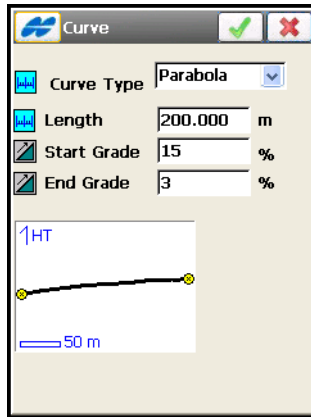 Curve
Curve Type Parabola
Length 200.000 m
Start Grade 15 %
End Grade 3 %
HT
50 m